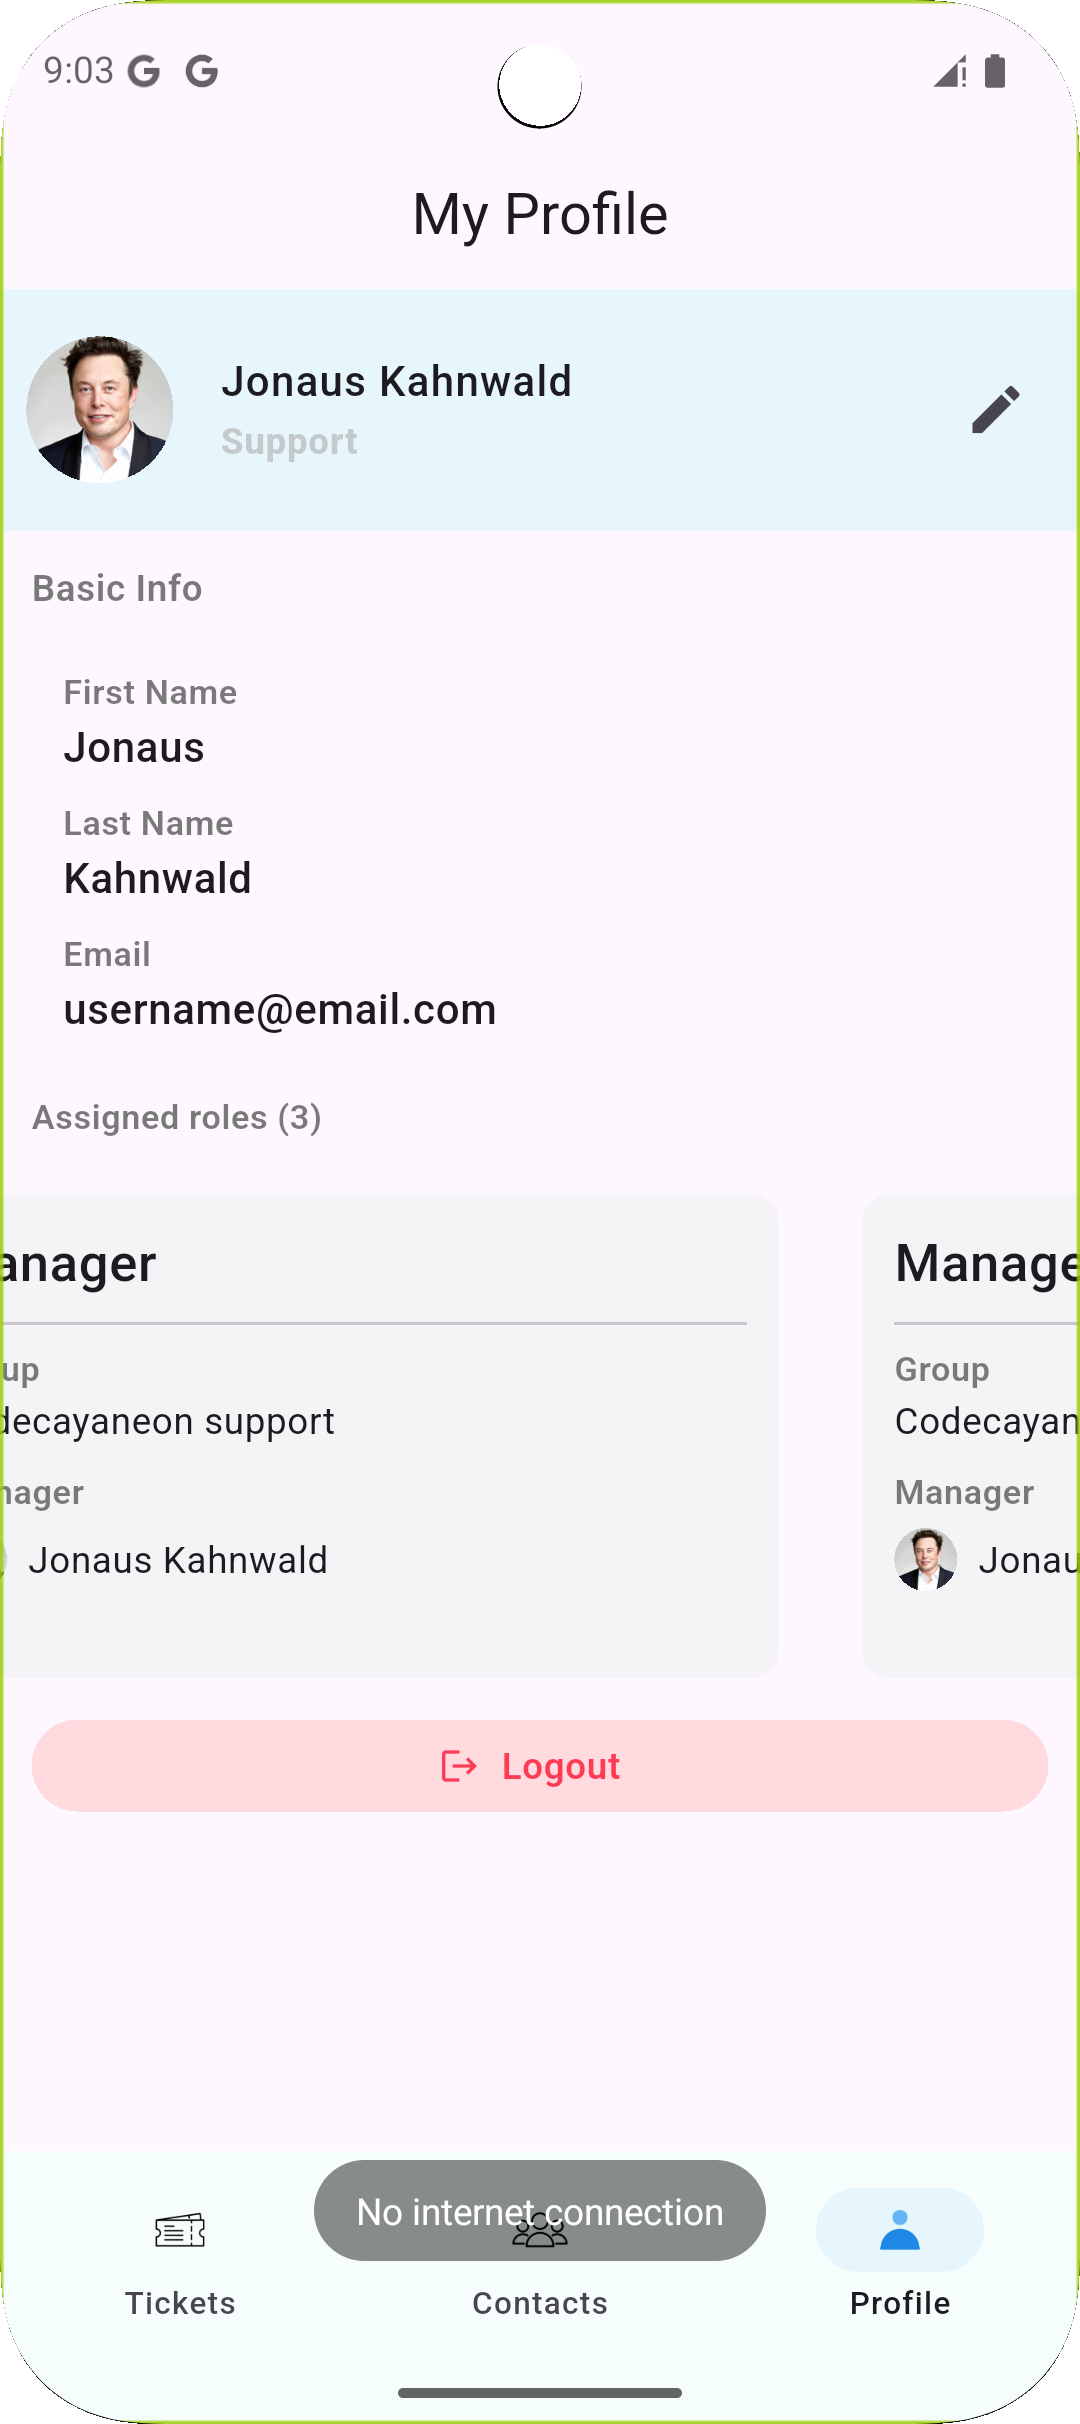 9:03 G G
My Profile
Jonaus Kahnwald
Support
Basic Info
First Name
Jonaus
Last Name
Kahnwald
Email
username@email.com
Assigned roles (3)
anager
up
decayaneon support
nager
Jonaus Kahnwald
Manage
Group
Codecayan
Manager
Jonau
Logout
No internet connection
Tickets
Contacts
Profile